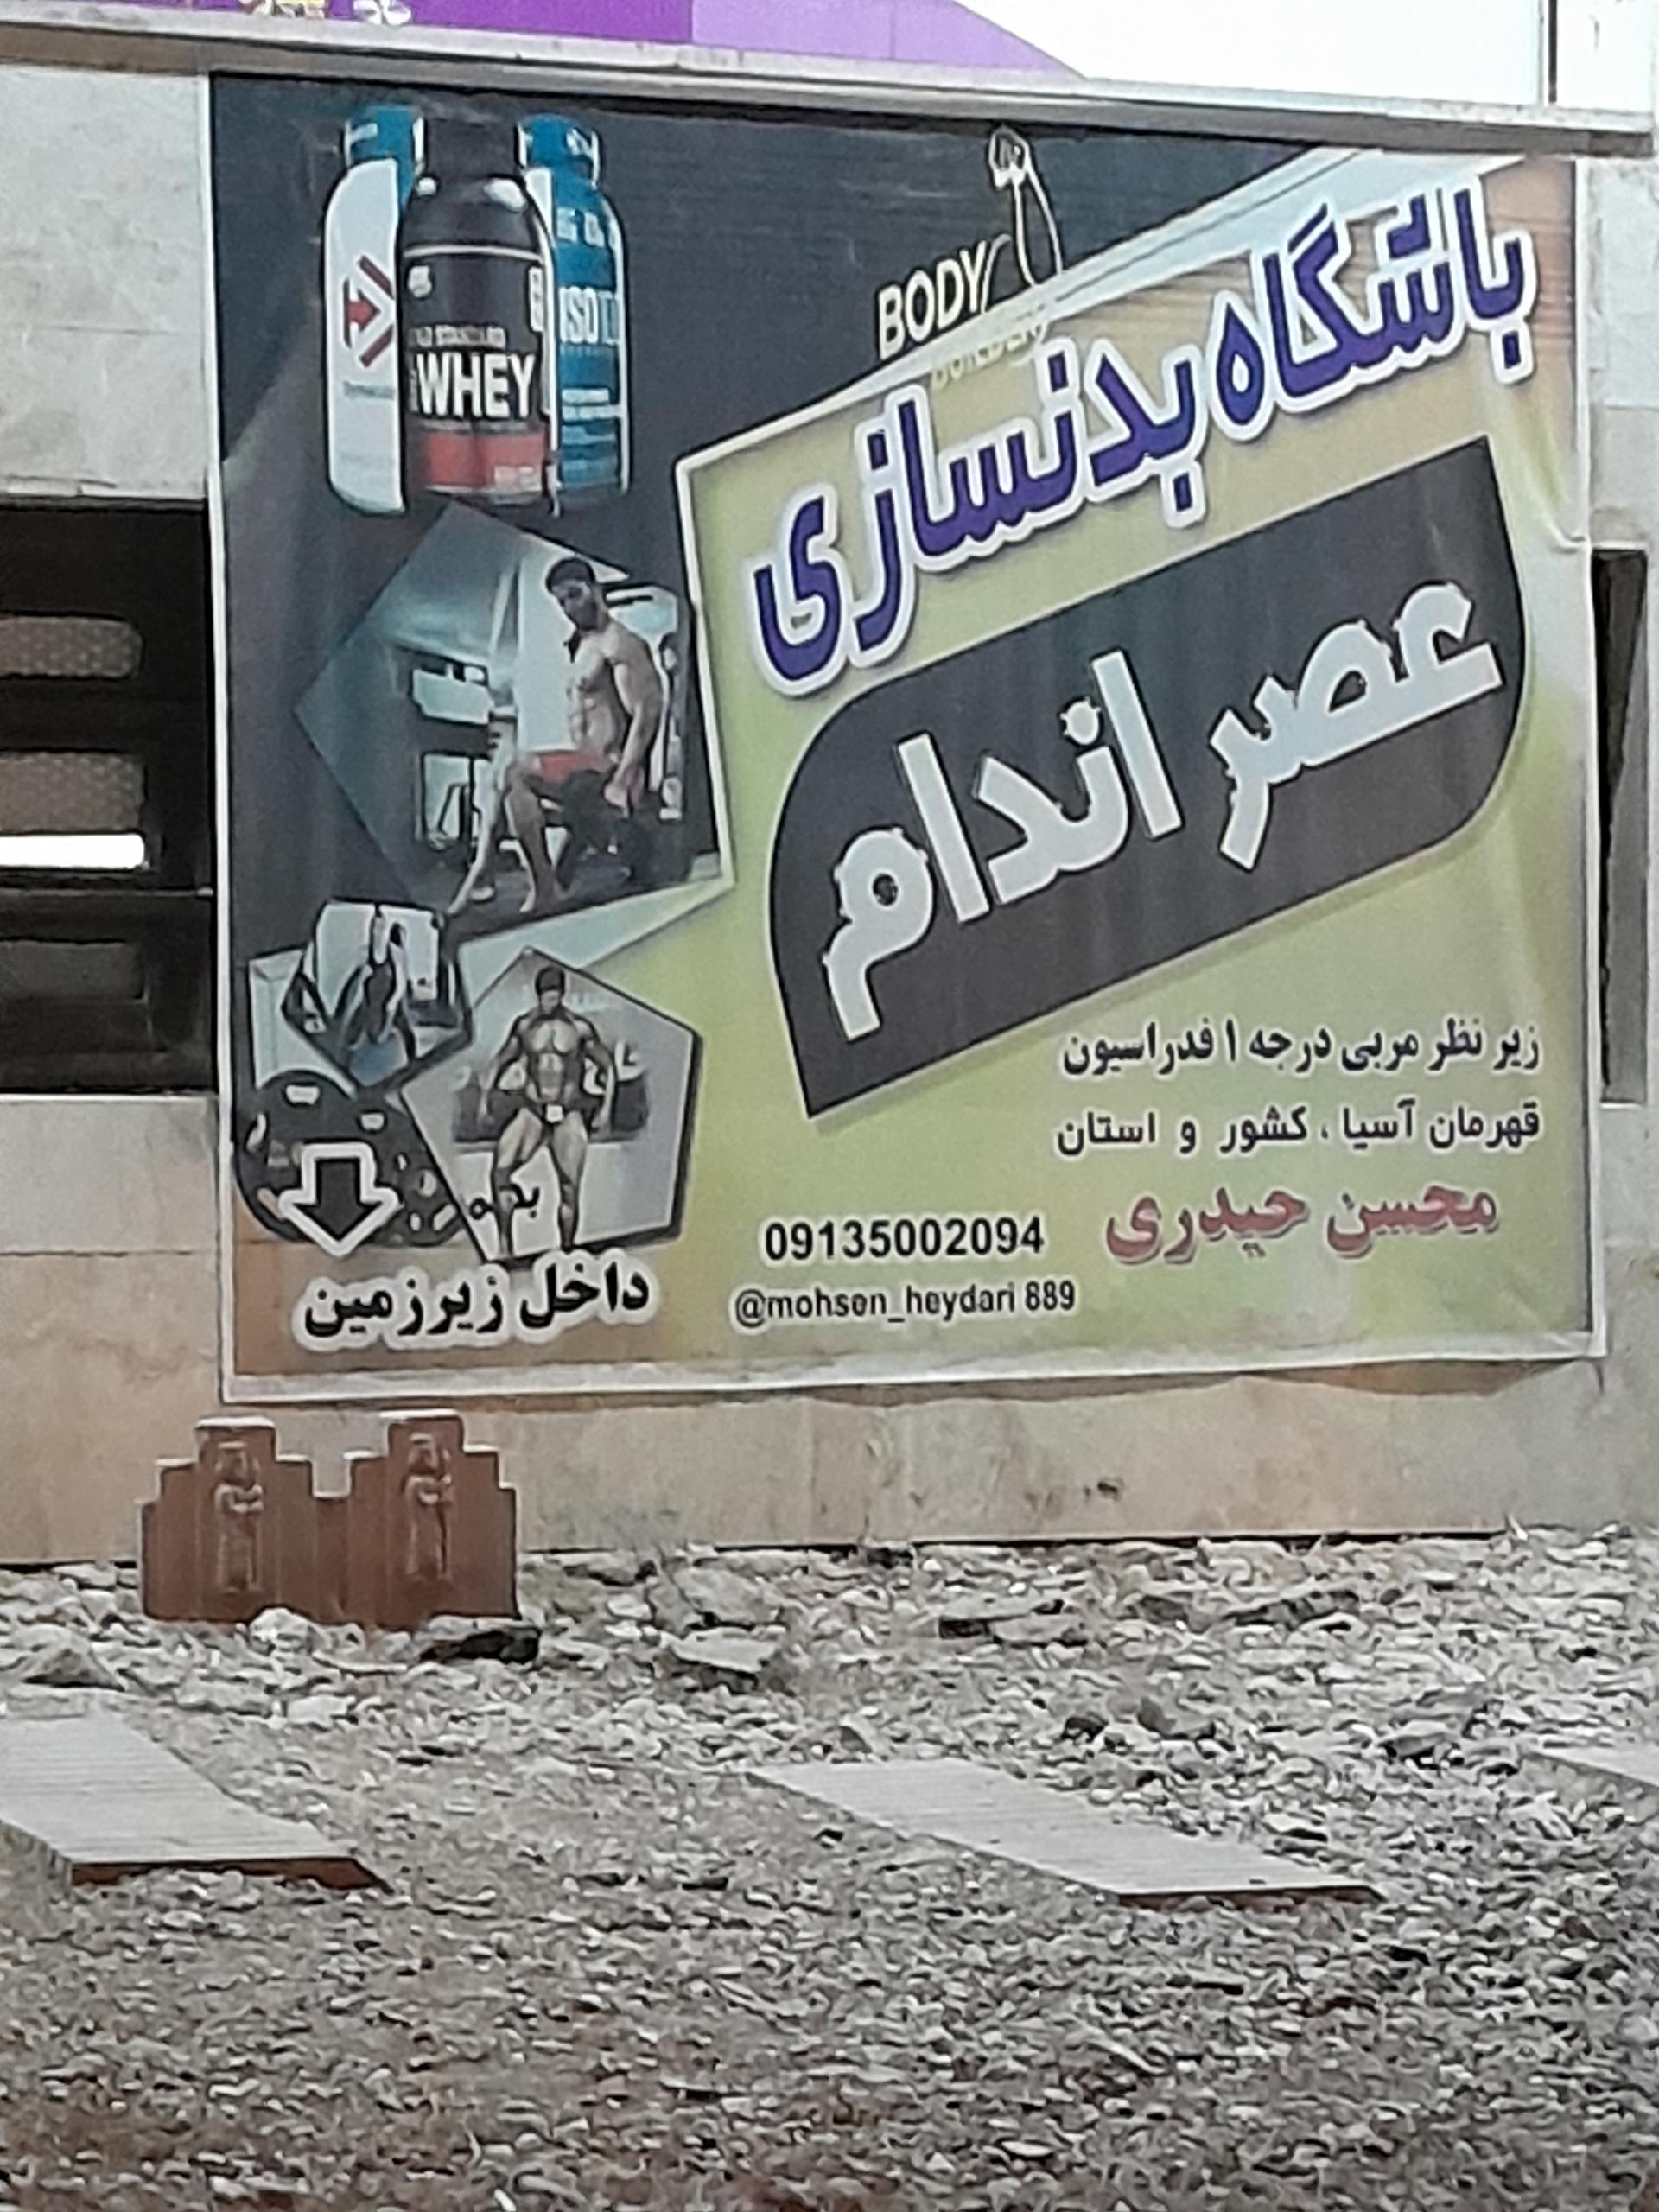 BODY
BUILDER
باشگاه بدنسازی
عصر اندام
WHEY
زیر نظر مربی درجه ۱ فدراسیون
قهرمان آسیا ، کشور و استان
محسن حیدری
09135002094
@mohsen_heydari 889
داخل زیرزمین